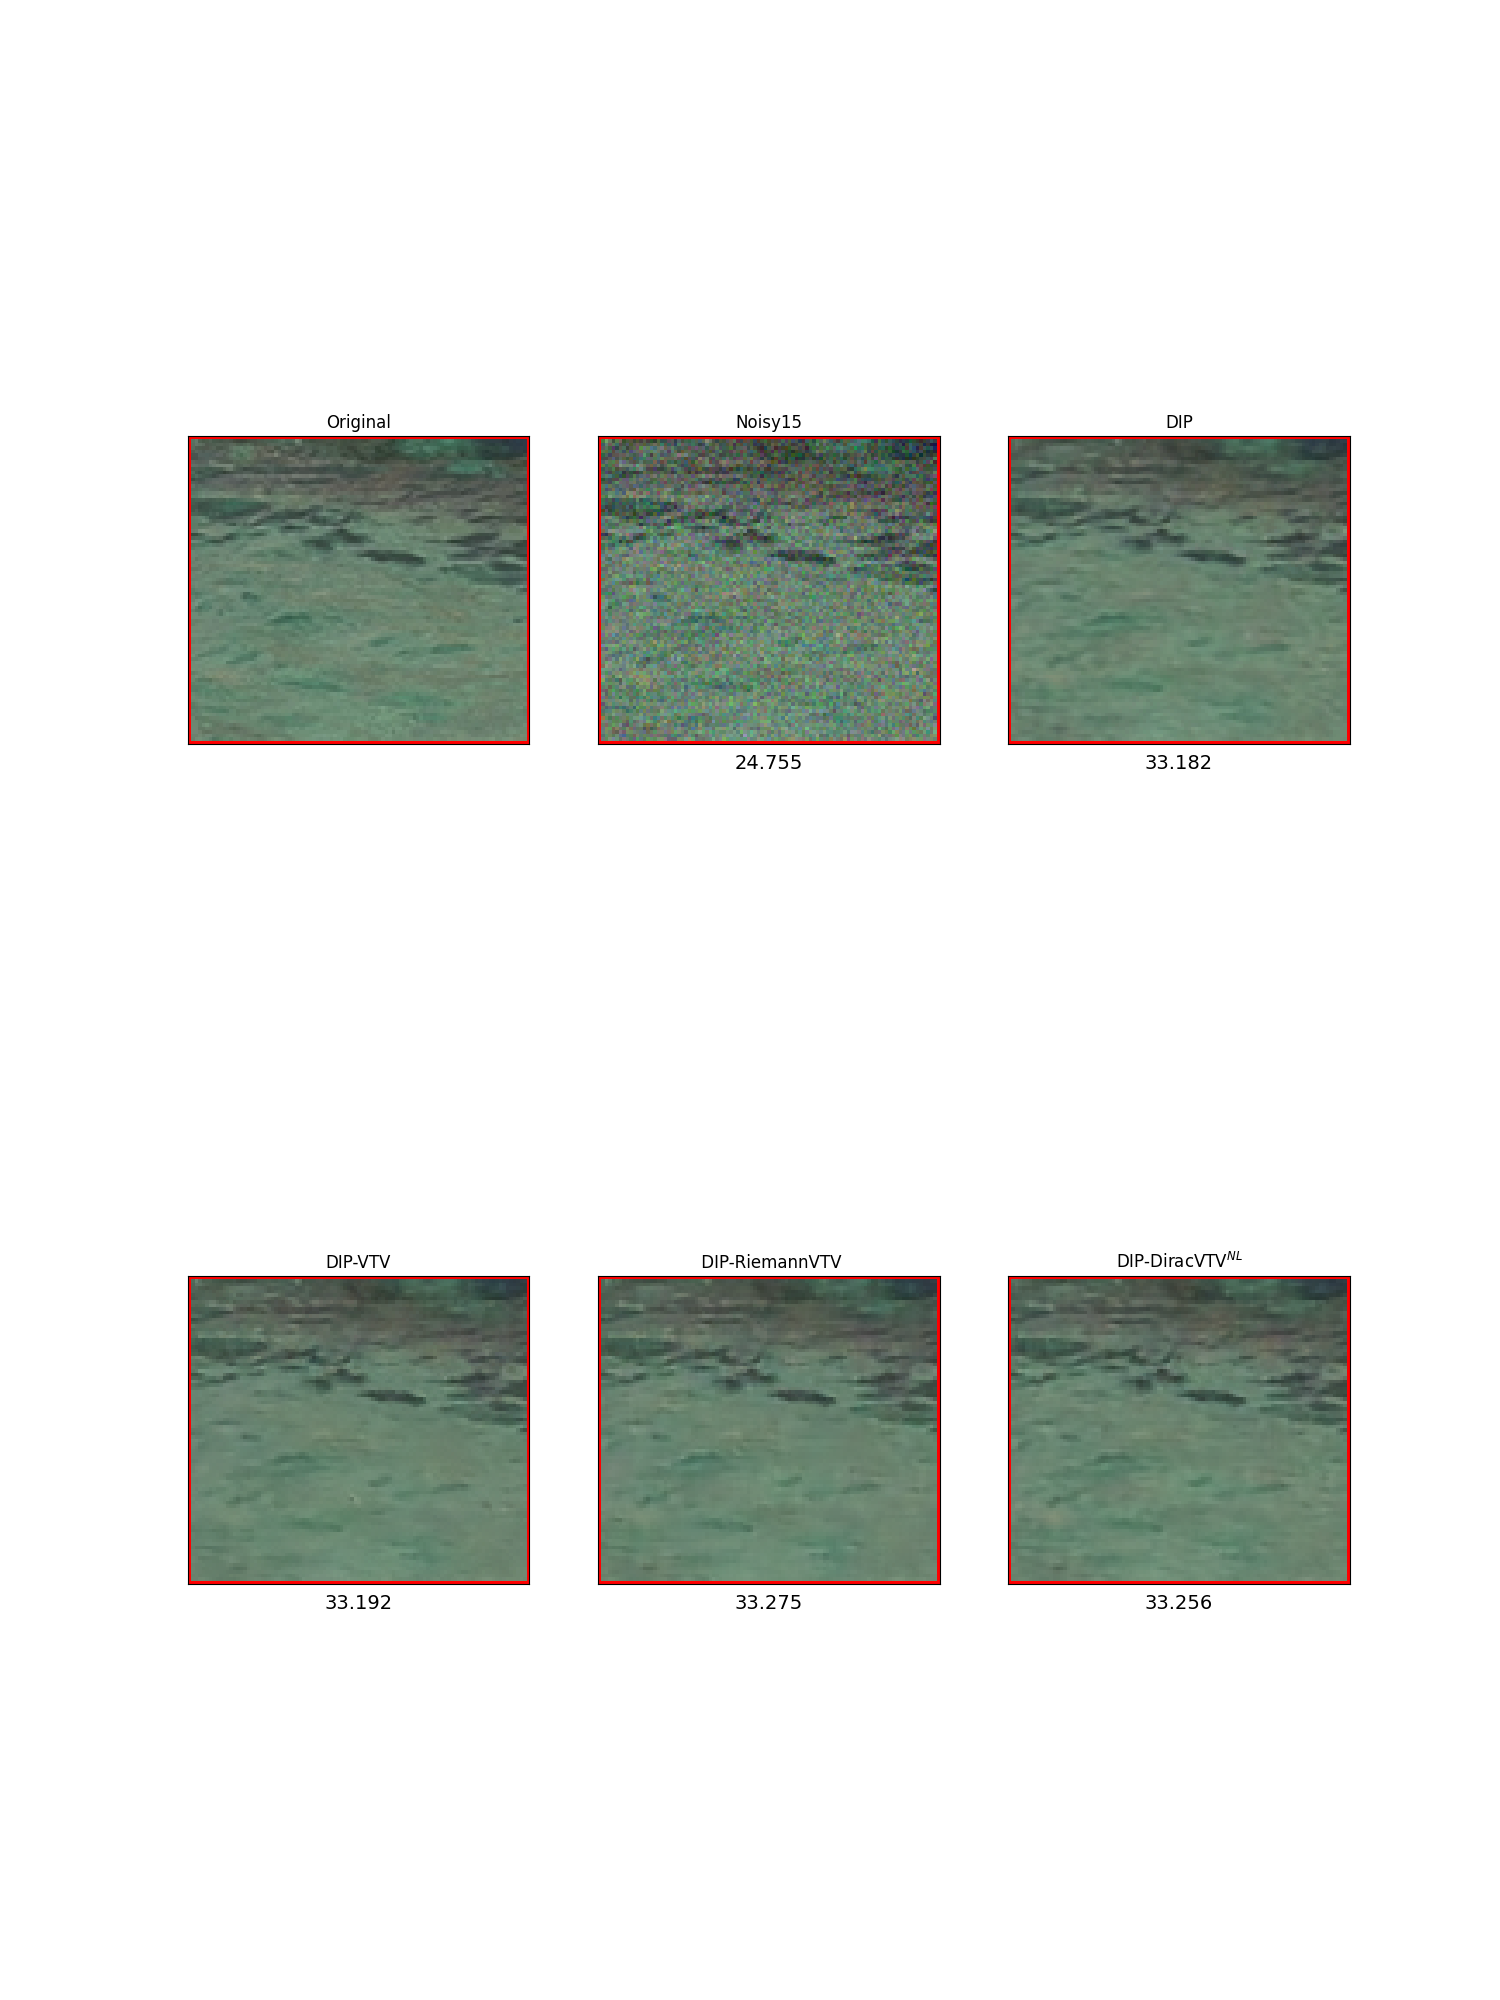 Original
Noisy15
DIP
24.755
33.182
DIP-VTV
DIP-RiemannVTV
DIP-DiracVTV^{NL}
33.192
33.275
33.256